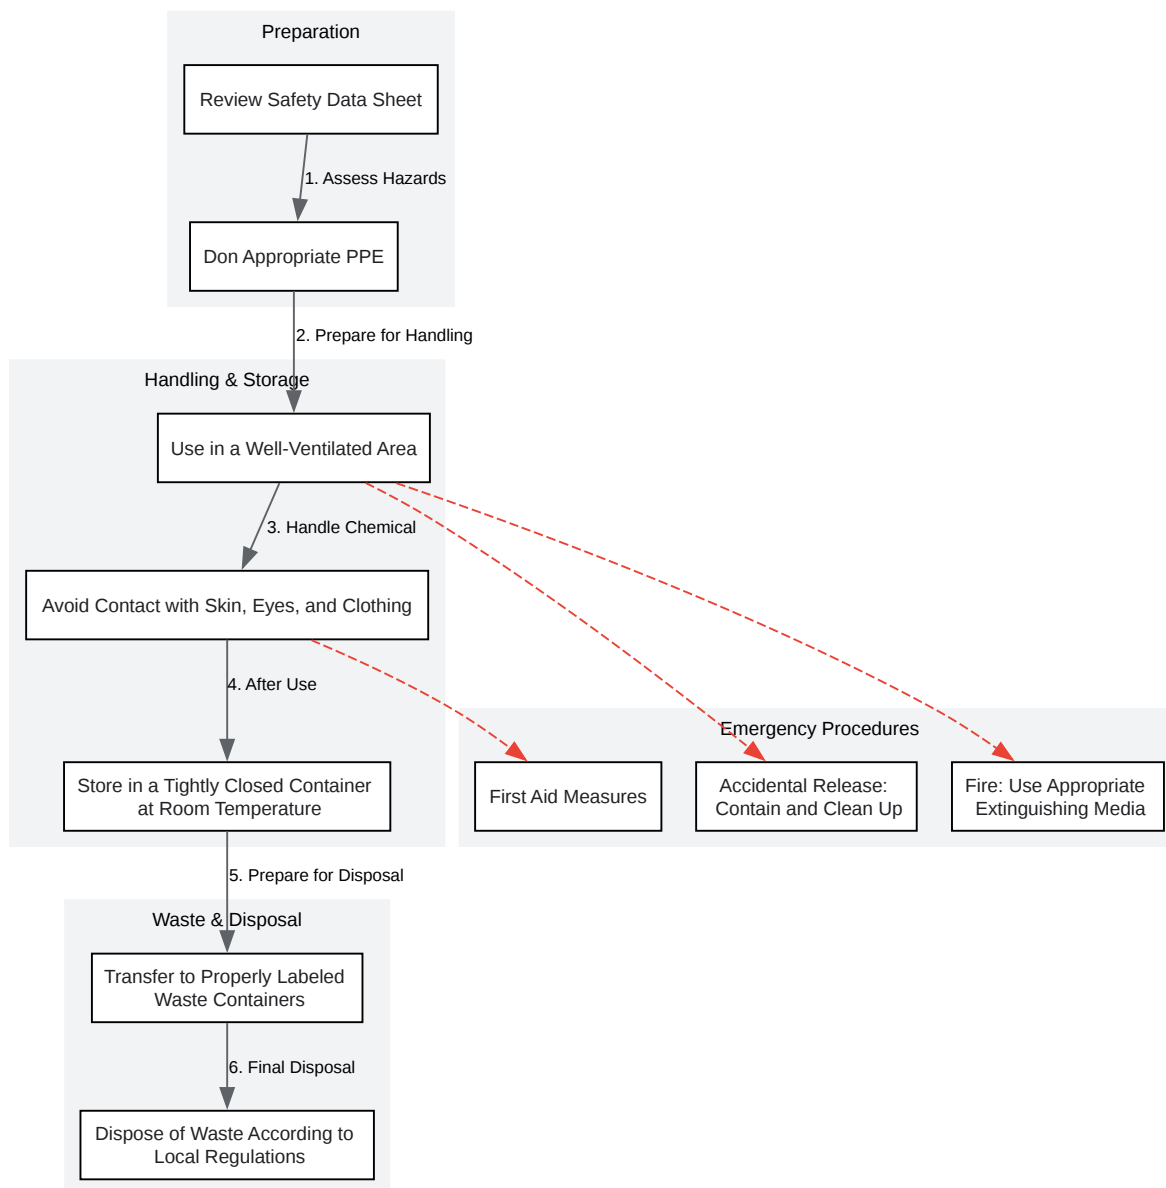 Preparation
Review Safety Data Sheet
1. Assess Hazards
Don Appropriate PPE
2. Prepare for Handling
Handling & Storage
Use in a Well-Ventilated Area
3. Handle Chemical
Avoid Contact with Skin, Eyes, and Clothing
4. After Use
Store in a Tightly Closed Container
at Room Temperature
Emergency Procedures
First Aid Measures
Accidental Release:
Contain and Clean Up
Fire: Use Appropriate
Extinguishing Media
5. Prepare for Disposal
Waste & Disposal
Transfer to Properly Labeled
Waste Containers
6. Final Disposal
Dispose of Waste According to
Local Regulations